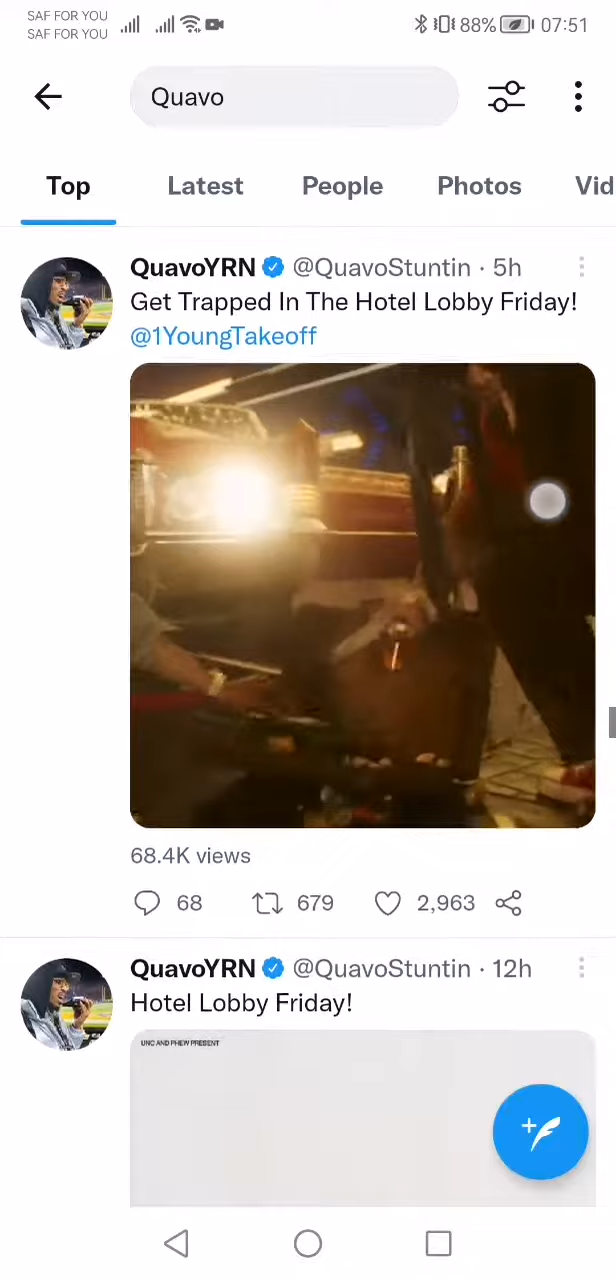 SAF FOR YOU
SAF FOR YOU
88% 07:51
Quavo
Top Latest People Photos Vid
QuavoYRN @QuavoStuntin · 5h
Get Trapped In The Hotel Lobby Friday!
@1YoungTakeoff
68.4K views
68 679 2,963
QuavoYRN @QuavoStuntin · 12h
Hotel Lobby Friday!
UNC AND PHEW PRESENT